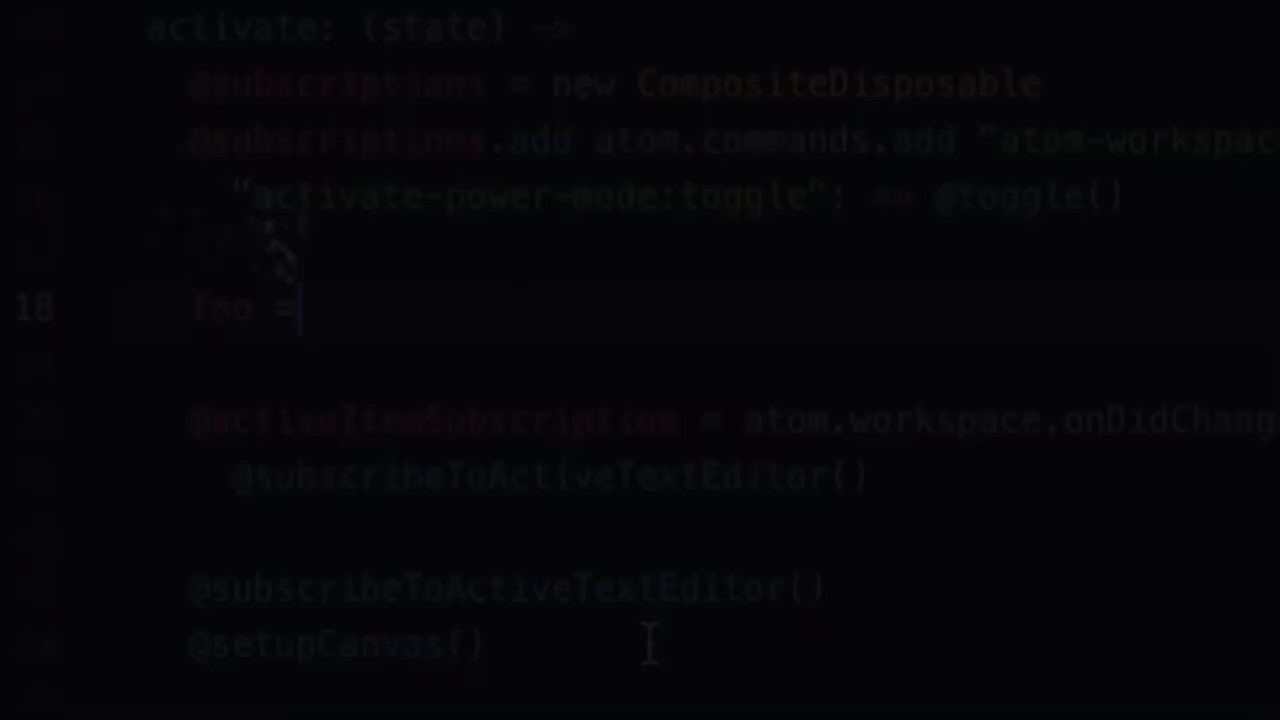 activate: (state) ->
@subscriptions = new CompositeDisposable
@subscriptions.add atom.commands.add "atom-workspac
"activate-power-mode:toggle": => @toggle()
18 foo =
@activeItemSubscription = atom.workspace.onDidChang
@subscribeToActiveTextEditor()
@subscribeToActiveTextEditor()
@setupCanvas()